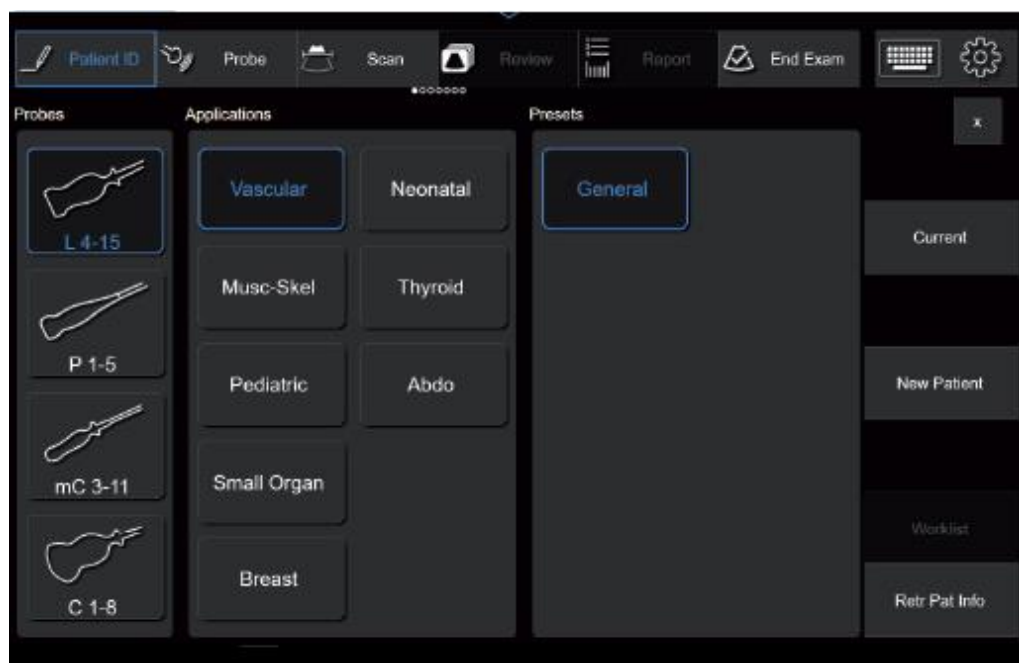 Patient ID Probe Scan Review Report End Exam
Probes Applications Presets x
L 4-15
P 1-5
mC 3-11
C 1-8
Vascular Neonatal
Musc-Skel Thyroid
Pediatric Abdo
Small Organ
Breast
General
Current
New Patient
Worklist
Retr Pat Info